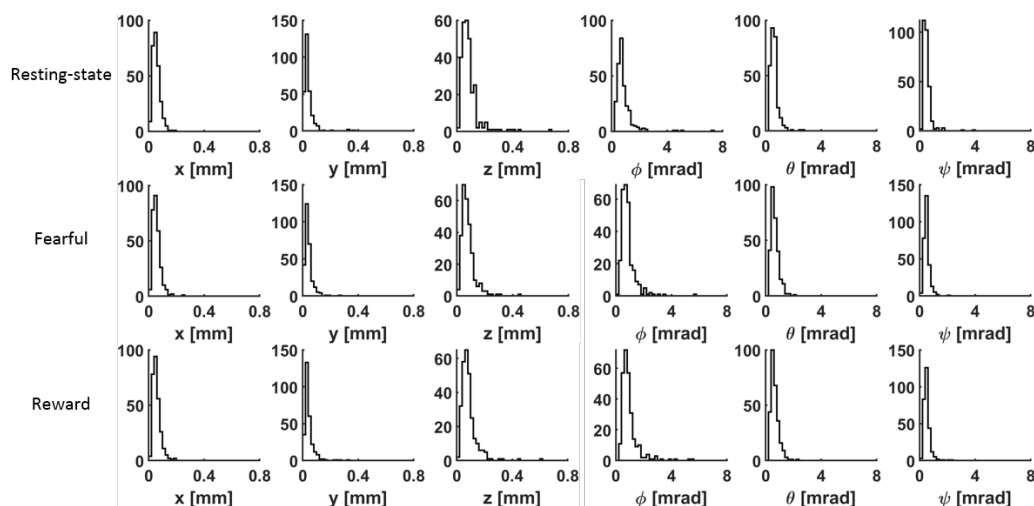 100 150 60 100 100 100
100 40
Resting-state 50 50 50 50
50 20
0 0 0 0 0 0
0 0.4 0.8 0 0.4 0.8 0 0.4 0.8 0 4 8 0 4 8 0 4 8
x [mm] y [mm] z [mm] ϕ [mrad] θ [mrad] ψ [mrad]
100 150 100 150
60 60
100 100
Fearful 50 40 40 50
50 20 20 50
0 0 0 0 0 0
0 0.4 0.8 0 0.4 0.8 0 0.4 0.8 0 4 8 0 4 8 0 4 8
x [mm] y [mm] z [mm] ϕ [mrad] θ [mrad] ψ [mrad]
100 150 100 150
60 60
100 100
Reward 50 40 40 50
50 20 20 50
0 0 0 0 0 0
0 0.4 0.8 0 0.4 0.8 0 0.4 0.8 0 4 8 0 4 8 0 4 8
x [mm] y [mm] z [mm] ϕ [mrad] θ [mrad] ψ [mrad]